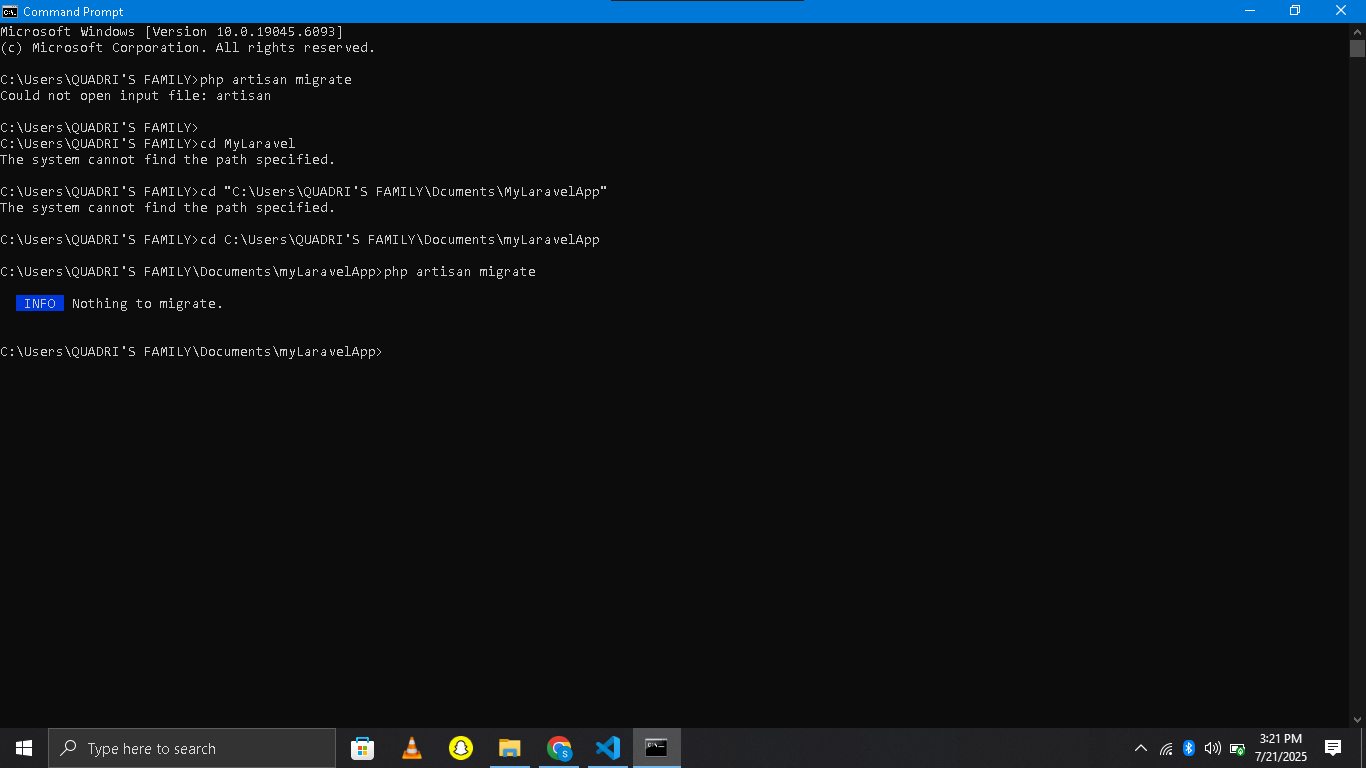 Command Prompt
Microsoft Windows [Version 10.0.19045.6093]
(c) Microsoft Corporation. All rights reserved.
C:\Users\QUADRI'S FAMILY>php artisan migrate
Could not open input file: artisan
C:\Users\QUADRI'S FAMILY>
C:\Users\QUADRI'S FAMILY>cd MyLaravel
The system cannot find the path specified.
C:\Users\QUADRI'S FAMILY>cd "C:\Users\QUADRI'S FAMILY\Dcuments\MyLaravelApp"
The system cannot find the path specified.
C:\Users\QUADRI'S FAMILY>cd C:\Users\QUADRI'S FAMILY\Documents\myLaravelApp
C:\Users\QUADRI'S FAMILY\Documents\myLaravelApp>php artisan migrate
INFO Nothing to migrate.
C:\Users\QUADRI'S FAMILY\Documents\myLaravelApp>
Type here to search
S
3:21 PM
7/21/2025